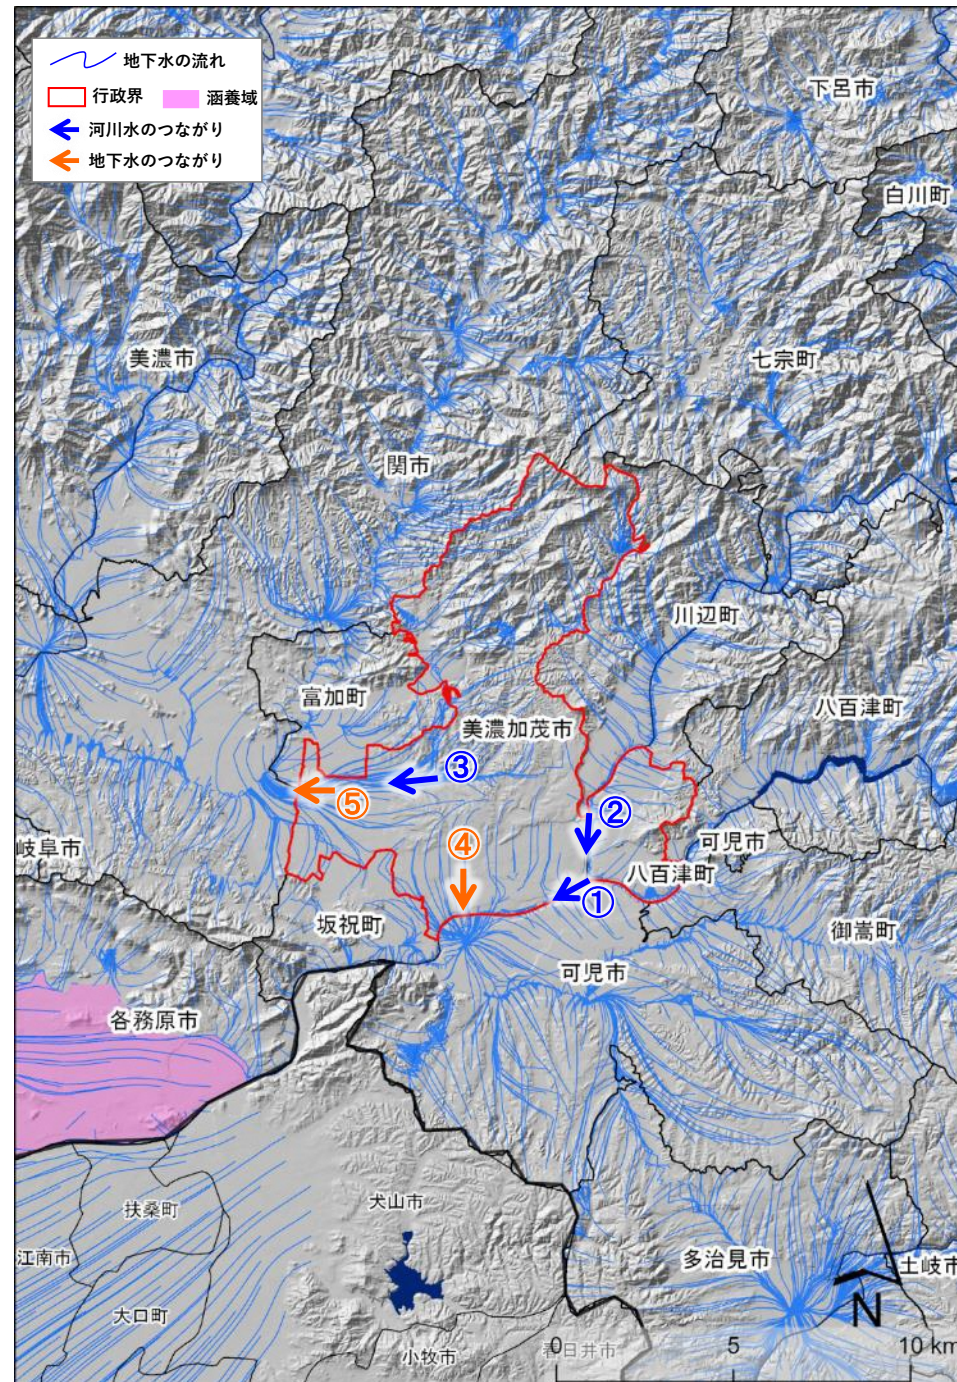 地下水の流れ
行政界 涵養域
河川水のつながり
地下水のつながり
下呂市
白川町
美濃市
七宗町
関市
川辺町
富加町
八百津町
美濃加茂市
③
⑤
②
④
岐阜市
可児市
八百津町
①
坂祝町
御嵩町
可児市
各務原市
犬山市
扶桑町
江南市
多治見市
土岐市
大口町
N
小牧市
春日井市
0 5 10 km